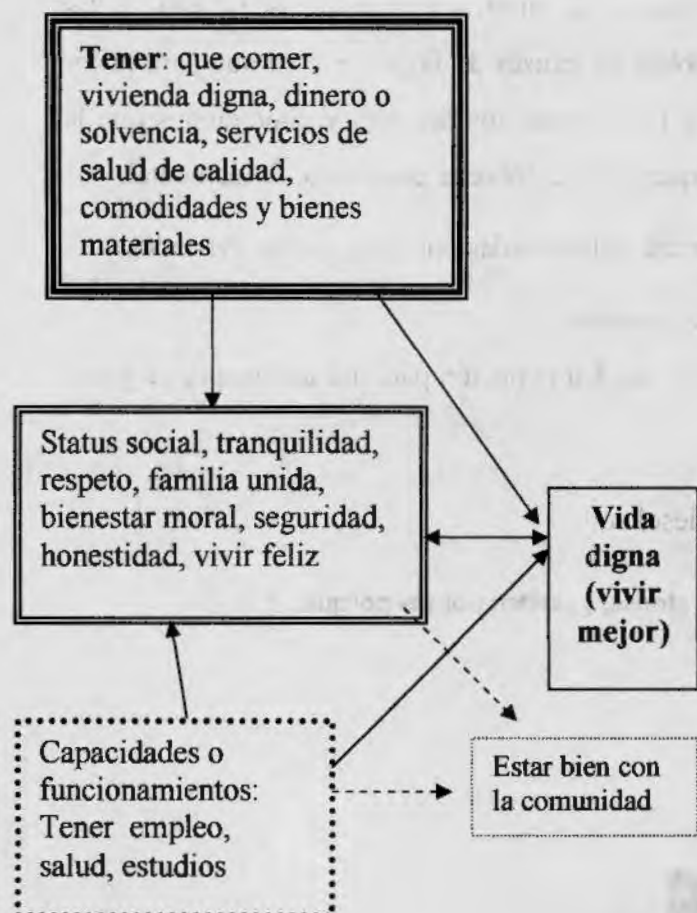 Tener: que comer,
vivienda digna, dinero o
solvencia, servicios de
salud de calidad,
comodidades y bienes
materiales
Status social, tranquilidad,
respeto, familia unida,
bienestar moral, seguridad,
honestidad, vivir feliz
Vida
digna
(vivir
mejor)
Capacidades o
funcionamientos:
Tener empleo,
salud, estudios
Estar bien con
la comunidad